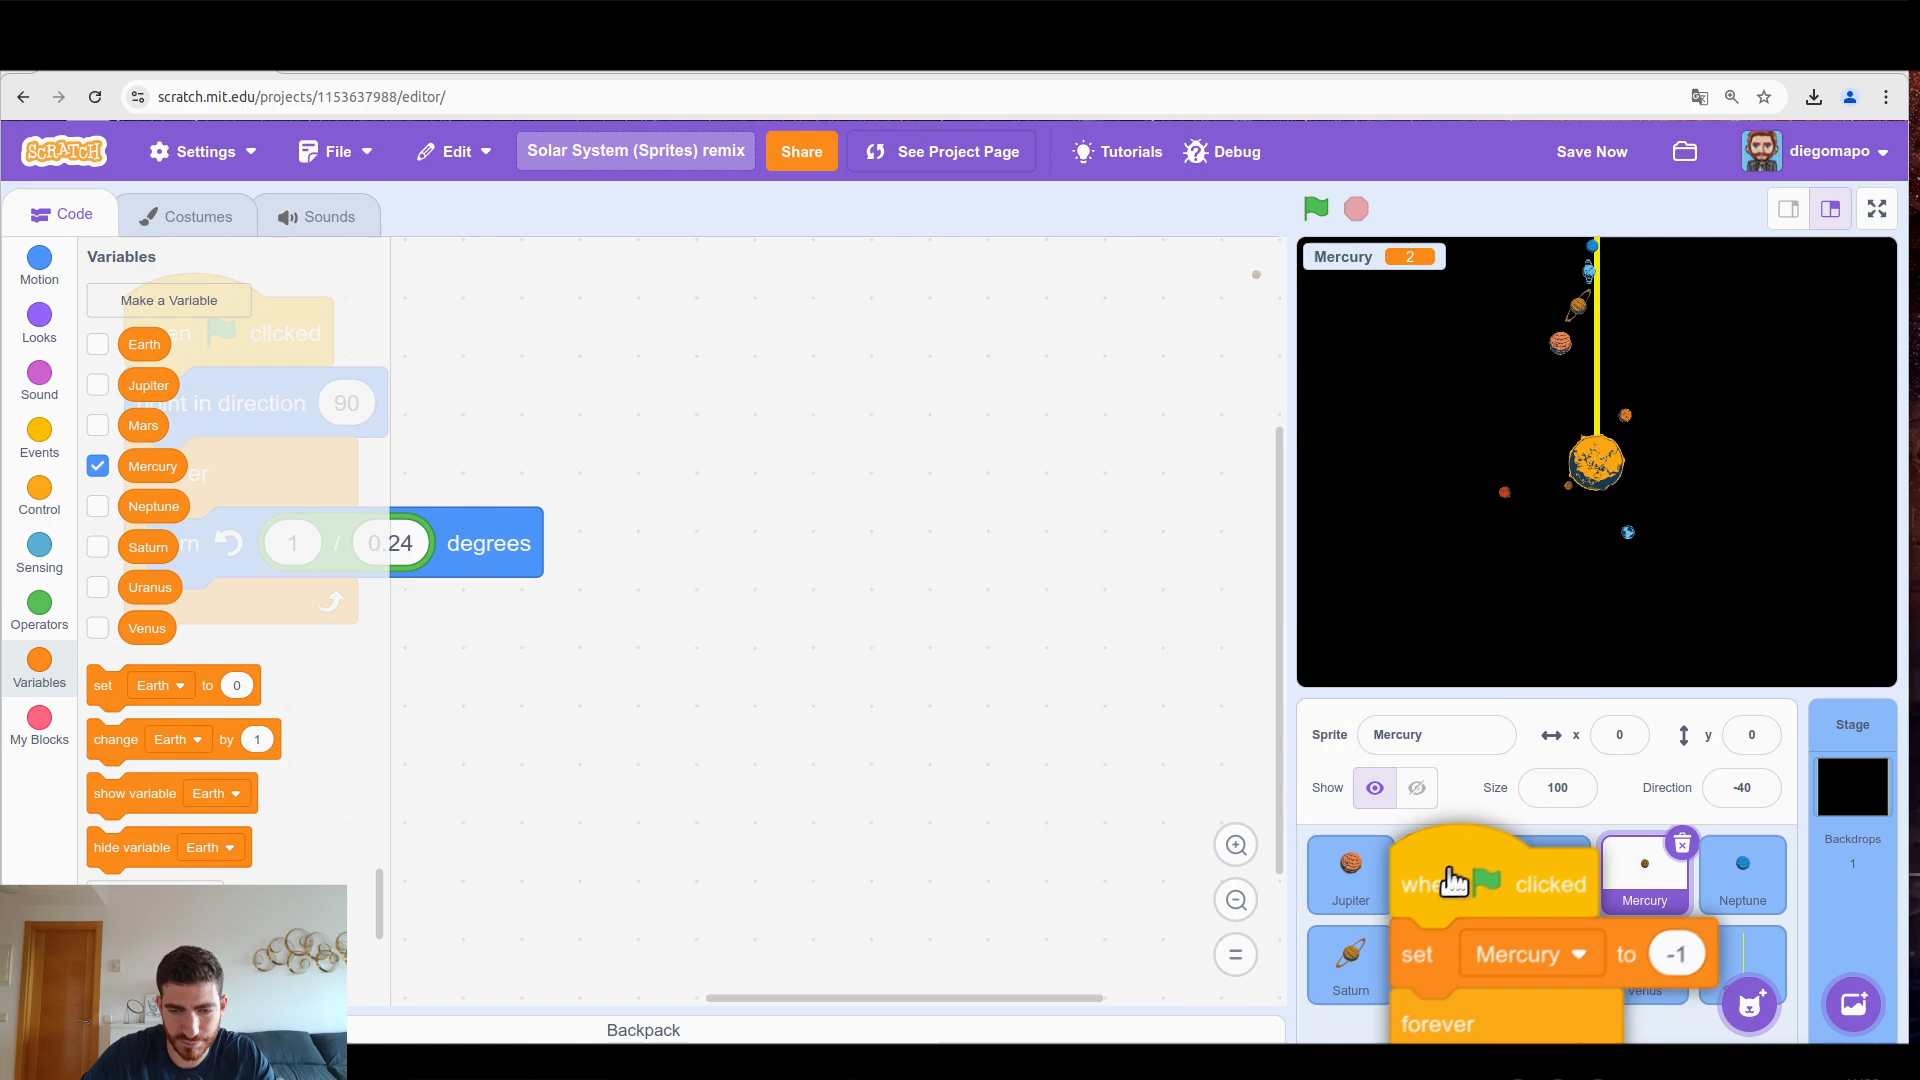 scratch.mit.edu/projects/1153637988/editor/
SCRATCH
Settings
File
Edit
Solar System (Sprites) remix
Share
See Project Page
Tutorials
Debug
Save Now
diegomapo
Code
Costumes
Sounds
Motion
Looks
Sound
Events
Control
Sensing
Operators
Variables
My Blocks
Variables
Make a Variable
Earth
Jupiter
Mars
Mercury
Neptune
Saturn
Uranus
Venus
set Earth to 0
change Earth by 1
show variable Earth
hide variable Earth
clicked
point in direction 90
1 / 0.24 degrees
Backpack
Mercury 2
Sprite Mercury x 0 y 0
Show Size 100 Direction -40
Jupiter
Mercury
Neptune
Saturn
Venus
when clicked
set Mercury to -1
forever
Stage
Backdrops
1